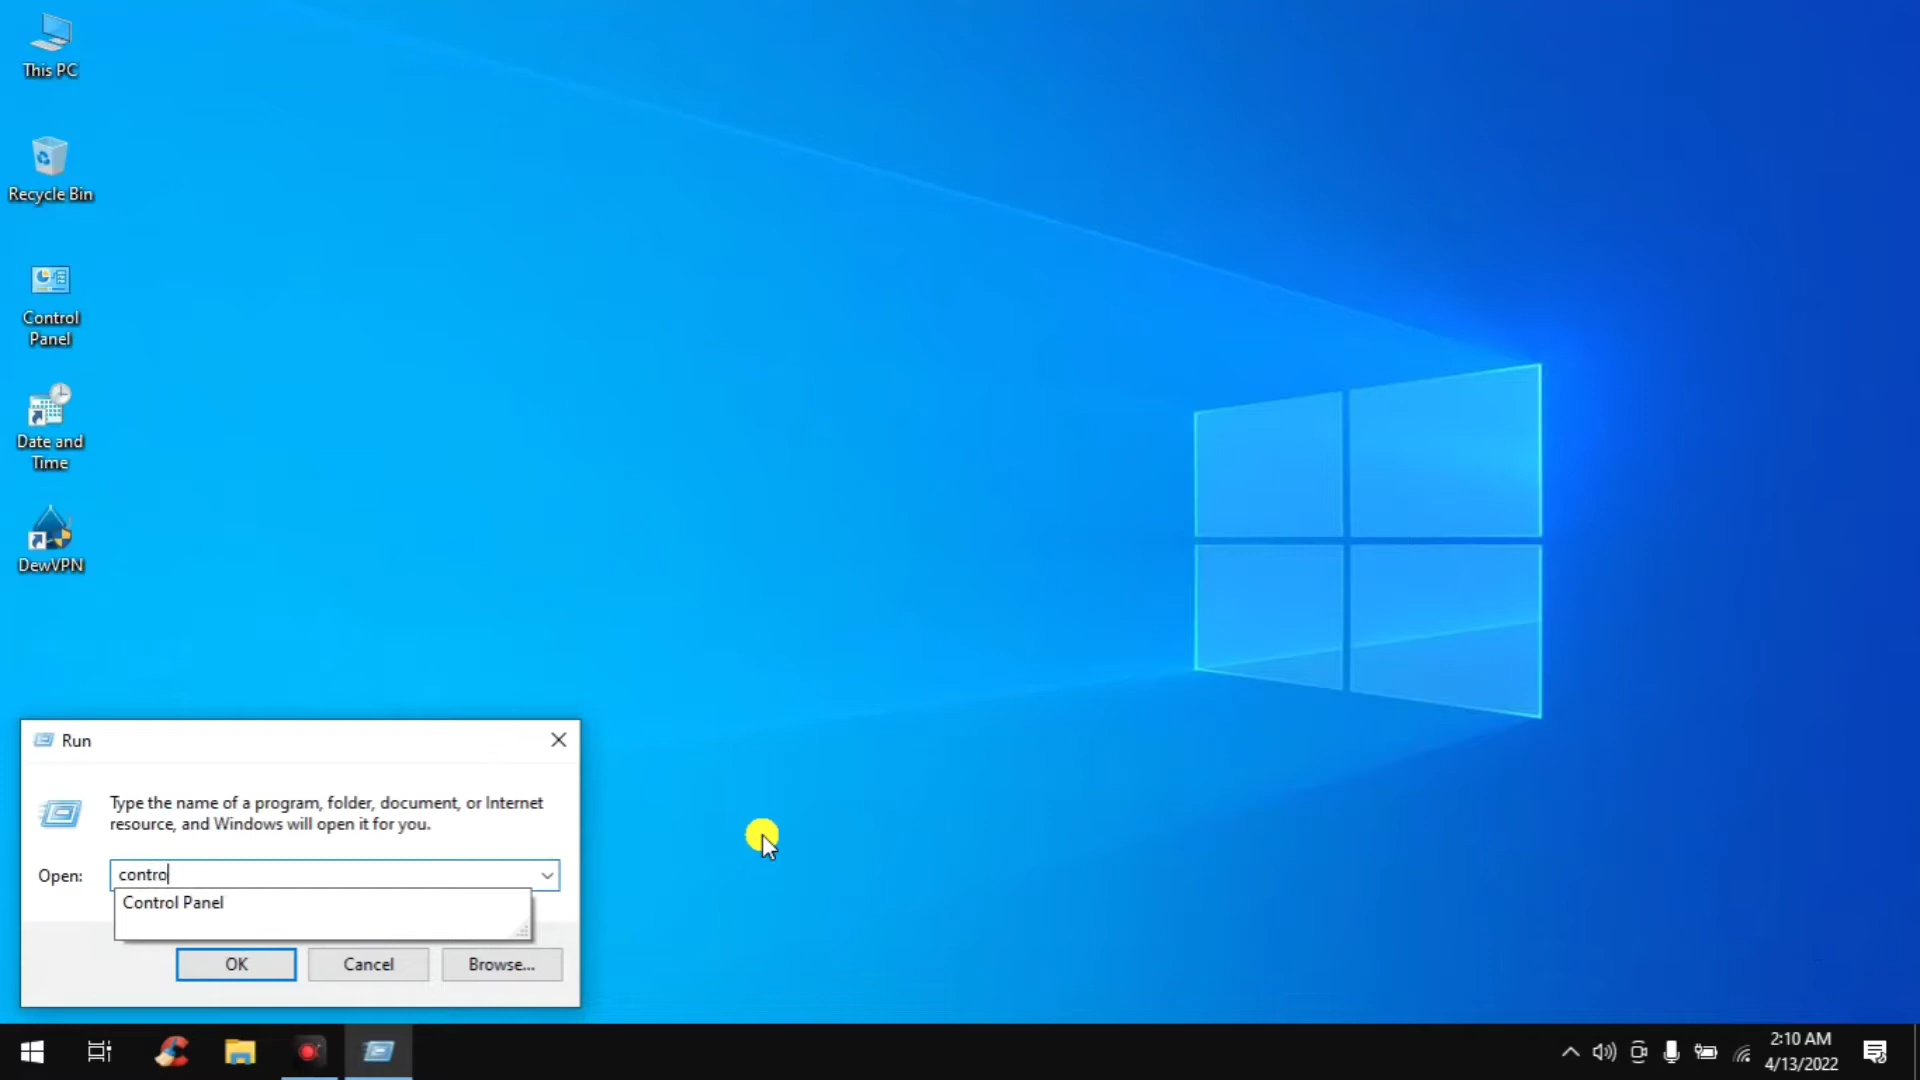 This PC
Recycle Bin
Control
Panel
Date and
Time
DewVPN
Run
Type the name of a program, folder, document, or Internet
resource, and Windows will open it for you.
Open:
contro
Control Panel
OK
Cancel
Browse...
2:10 AM
4/13/2022